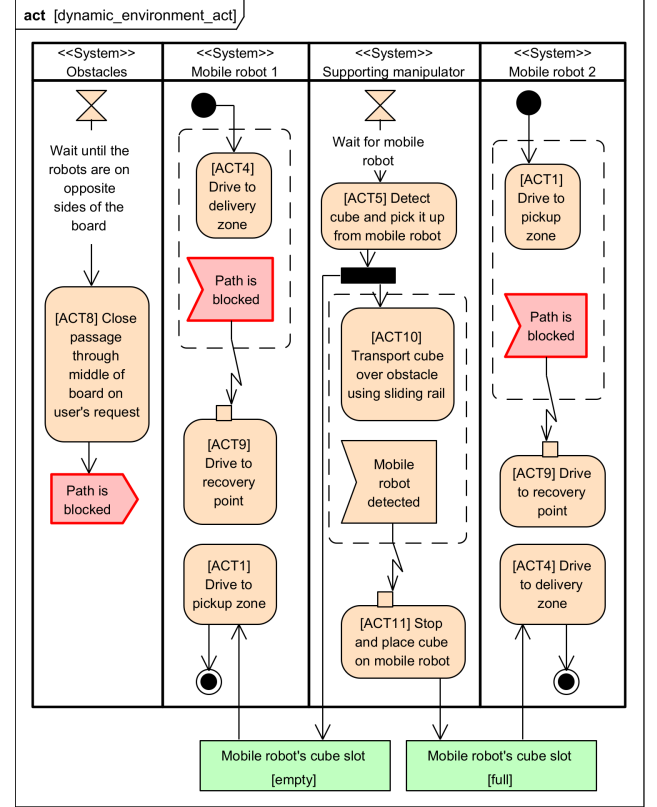 act [dynamic_environment_act]
<<System>>
Obstacles
<<System>>
Mobile robot 1
<<System>>
Supporting manipulator
<<System>>
Mobile robot 2
Wait until the
robots are on
opposite
sides of the
board
[ACT8] Close
passage
through
middle of
board on
user's request
Path is
blocked
[ACT4]
Drive to
delivery
zone
Path is
blocked
[ACT9]
Drive to
recovery
point
[ACT1]
Drive to
pickup zone
Wait for mobile
robot
[ACT5] Detect
cube and pick it up
from mobile robot
[ACT10]
Transport cube
over obstacle
using sliding rail
Mobile
robot
detected
[ACT11] Stop
and place cube
on mobile robot
[ACT1]
Drive to
pickup
zone
Path is
blocked
[ACT9] Drive
to recovery
point
[ACT4] Drive
to delivery
zone
Mobile robot's cube slot
[empty]
Mobile robot's cube slot
[full]